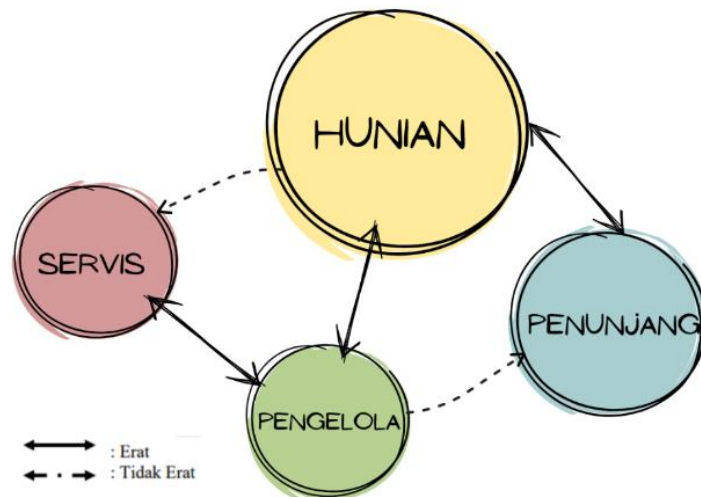 HUNIAN
SERVIS
PENUNjANG
PENGELOLA
: Erat
: Tidak Erat